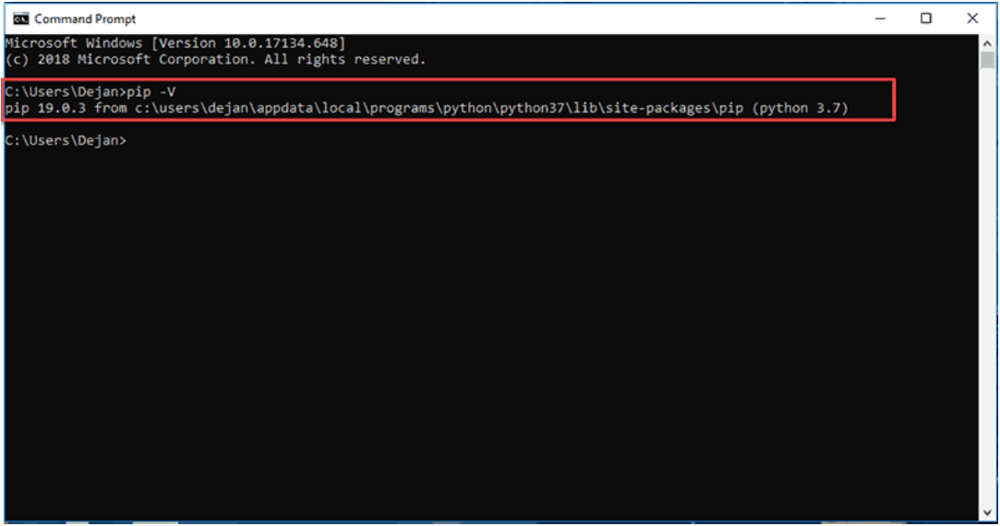 Command Prompt
Microsoft Windows [Version 10.0.17134.648]
(c) 2018 Microsoft Corporation. All rights reserved.
C:\Users\Dejan>pip -V
pip 19.0.3 from c:\users\dejan\appdata\local\programs\python\python37\lib\site-packages\pip (python 3.7)
C:\Users\Dejan>